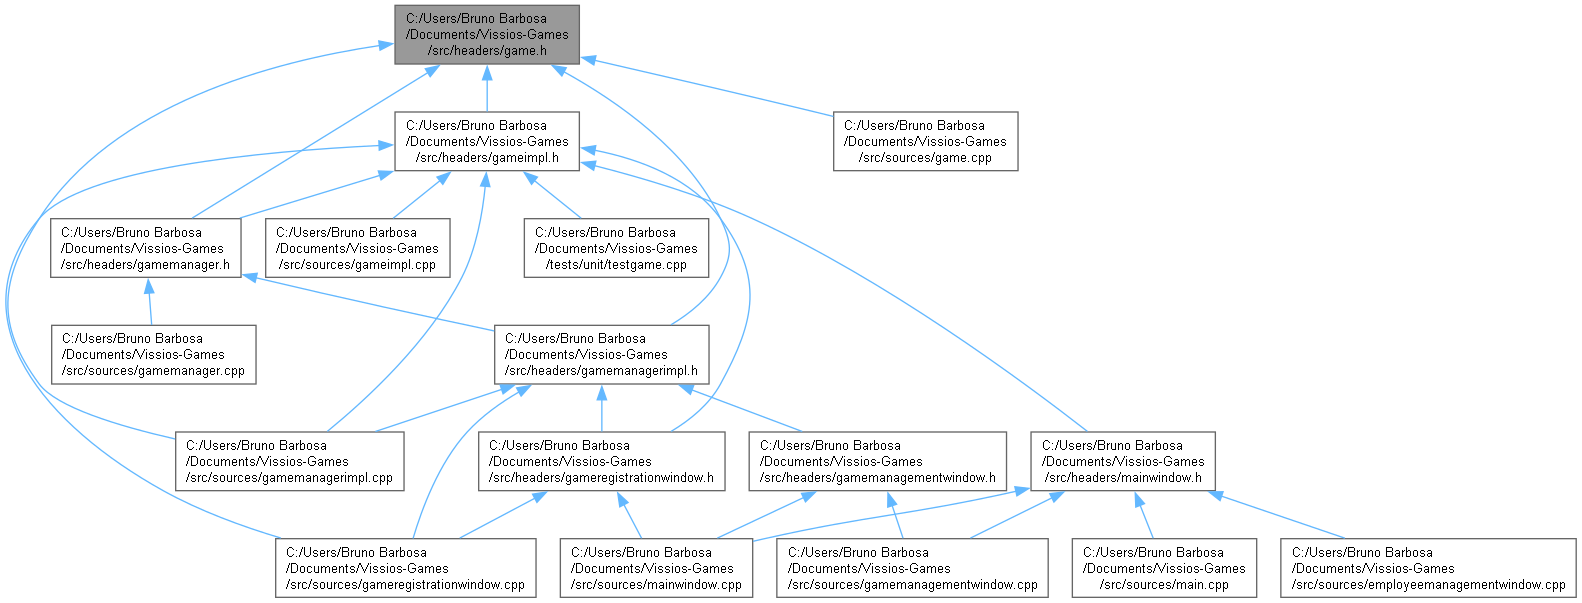 C:/Users/Bruno Barbosa
/Documents/Vissios-Games
/src/headers/game.h
C:/Users/Bruno Barbosa
/Documents/Vissios-Games
/src/headers/gameimpl.h
C:/Users/Bruno Barbosa
/Documents/Vissios-Games
/src/sources/game.cpp
C:/Users/Bruno Barbosa
/Documents/Vissios-Games
/src/headers/gamemanager.h
C:/Users/Bruno Barbosa
/Documents/Vissios-Games
/src/sources/gameimpl.cpp
C:/Users/Bruno Barbosa
/Documents/Vissios-Games
/tests/unit/testgame.cpp
C:/Users/Bruno Barbosa
/Documents/Vissios-Games
/src/sources/gamemanager.cpp
C:/Users/Bruno Barbosa
/Documents/Vissios-Games
/src/headers/gamemanagerimpl.h
C:/Users/Bruno Barbosa
/Documents/Vissios-Games
/src/sources/gamemanagerimpl.cpp
C:/Users/Bruno Barbosa
/Documents/Vissios-Games
/src/headers/gameregistrationwindow.h
C:/Users/Bruno Barbosa
/Documents/Vissios-Games
/src/headers/gamemanagementwindow.h
C:/Users/Bruno Barbosa
/Documents/Vissios-Games
/src/headers/mainwindow.h
C:/Users/Bruno Barbosa
/Documents/Vissios-Games
/src/sources/gameregistrationwindow.cpp
C:/Users/Bruno Barbosa
/Documents/Vissios-Games
/src/sources/mainwindow.cpp
C:/Users/Bruno Barbosa
/Documents/Vissios-Games
/src/sources/gamemanagementwindow.cpp
C:/Users/Bruno Barbosa
/Documents/Vissios-Games
/src/sources/main.cpp
C:/Users/Bruno Barbosa
/Documents/Vissios-Games
/src/sources/employeemanagementwindow.cpp